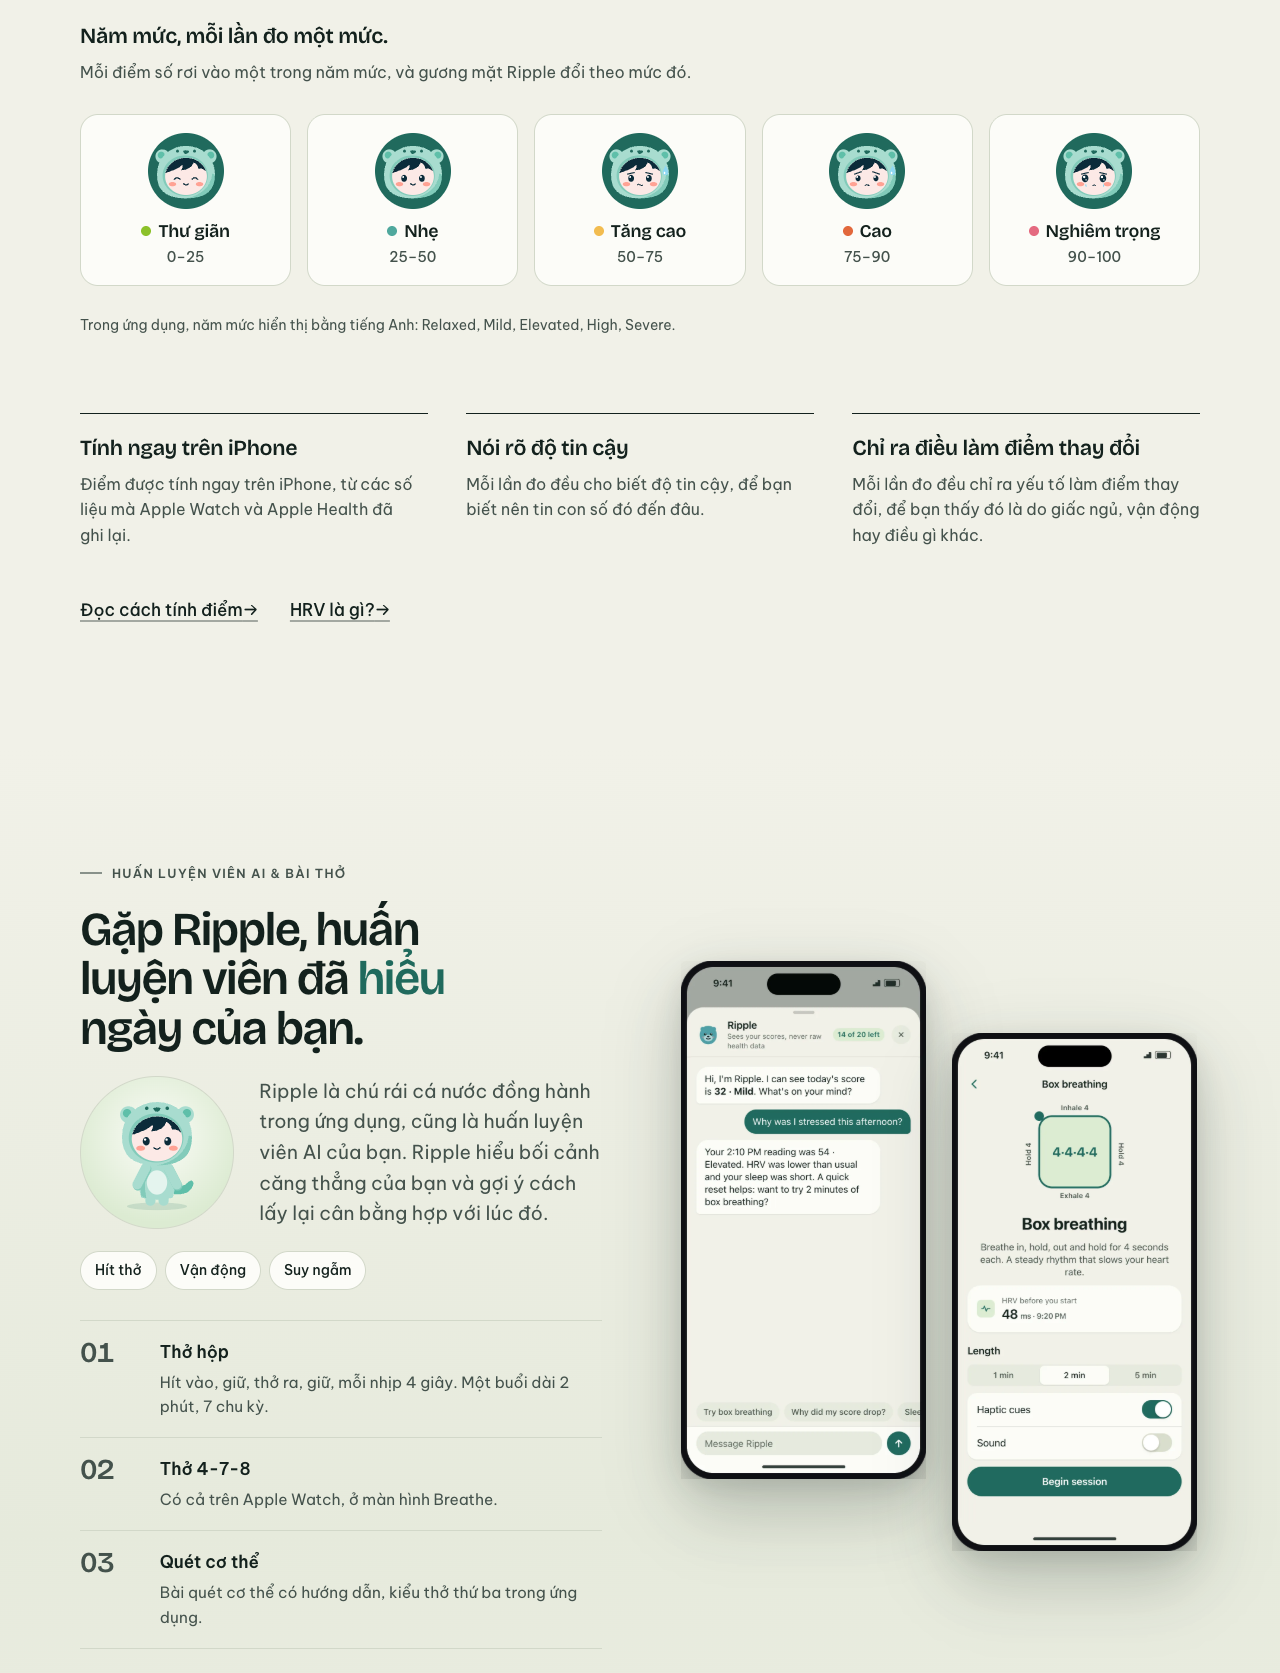 Năm mức, mỗi lần đo một mức.
Mỗi điểm số rơi vào một trong năm mức, và gương mặt Ripple đổi theo mức đó.
Thư giãn
0–25
Nhẹ
25–50
Tăng cao
50–75
Cao
75–90
Nghiêm trọng
90–100
Trong ứng dụng, năm mức hiển thị bằng tiếng Anh: Relaxed, Mild, Elevated, High, Severe.
Tính ngay trên iPhone
Điểm được tính ngay trên iPhone, từ các số
liệu mà Apple Watch và Apple Health đã
ghi lại.
Nói rõ độ tin cậy
Mỗi lần đo đều cho biết độ tin cậy, để bạn
biết nên tin con số đó đến đâu.
Chỉ ra điều làm điểm thay đổi
Mỗi lần đo đều chỉ ra yếu tố làm điểm thay
đổi, để bạn thấy đó là do giấc ngủ, vận động
hay điều gì khác.
Đọc cách tính điểm→
HRV là gì?→
HUẤN LUYỆN VIÊN AI & BÀI THỞ
Gặp Ripple, huấn
luyện viên đã hiểu
ngày của bạn.
Ripple là chú rái cá nước đồng hành
trong ứng dụng, cũng là huấn luyện
viên AI của bạn. Ripple hiểu bối cảnh
căng thẳng của bạn và gợi ý cách
lấy lại cân bằng hợp với lúc đó.
Hít thở
Vận động
Suy ngẫm
01
Thở hộp
Hít vào, giữ, thở ra, giữ, mỗi nhịp 4 giây. Một buổi dài 2
phút, 7 chu kỳ.
02
Thở 4-7-8
Có cả trên Apple Watch, ở màn hình Breathe.
03
Quét cơ thể
Bài quét cơ thể có hướng dẫn, kiểu thở thứ ba trong ứng
dụng.
9:41
Ripple
Sees your scores, never raw
health data
14 of 20 left
×
Hi, I'm Ripple. I can see today's score
is 32 · Mild. What's on your mind?
Why was I stressed this afternoon?
Your 2:10 PM reading was 54 ·
Elevated. HRV was lower than usual
and your sleep was short. A quick
reset helps: want to try 2 minutes of
box breathing?
Try box breathing
Why did my score drop?
Slee
Message Ripple
9:41
Box breathing
Inhale 4
Hold 4
4-4-4-4
Hold 4
Exhale 4
Box breathing
Breathe in, hold, out and hold for 4 seconds
each. A steady rhythm that slows your heart
rate.
HRV before you start
48 ms · 9:20 PM
Length
1 min
2 min
5 min
Haptic cues
Sound
Begin session